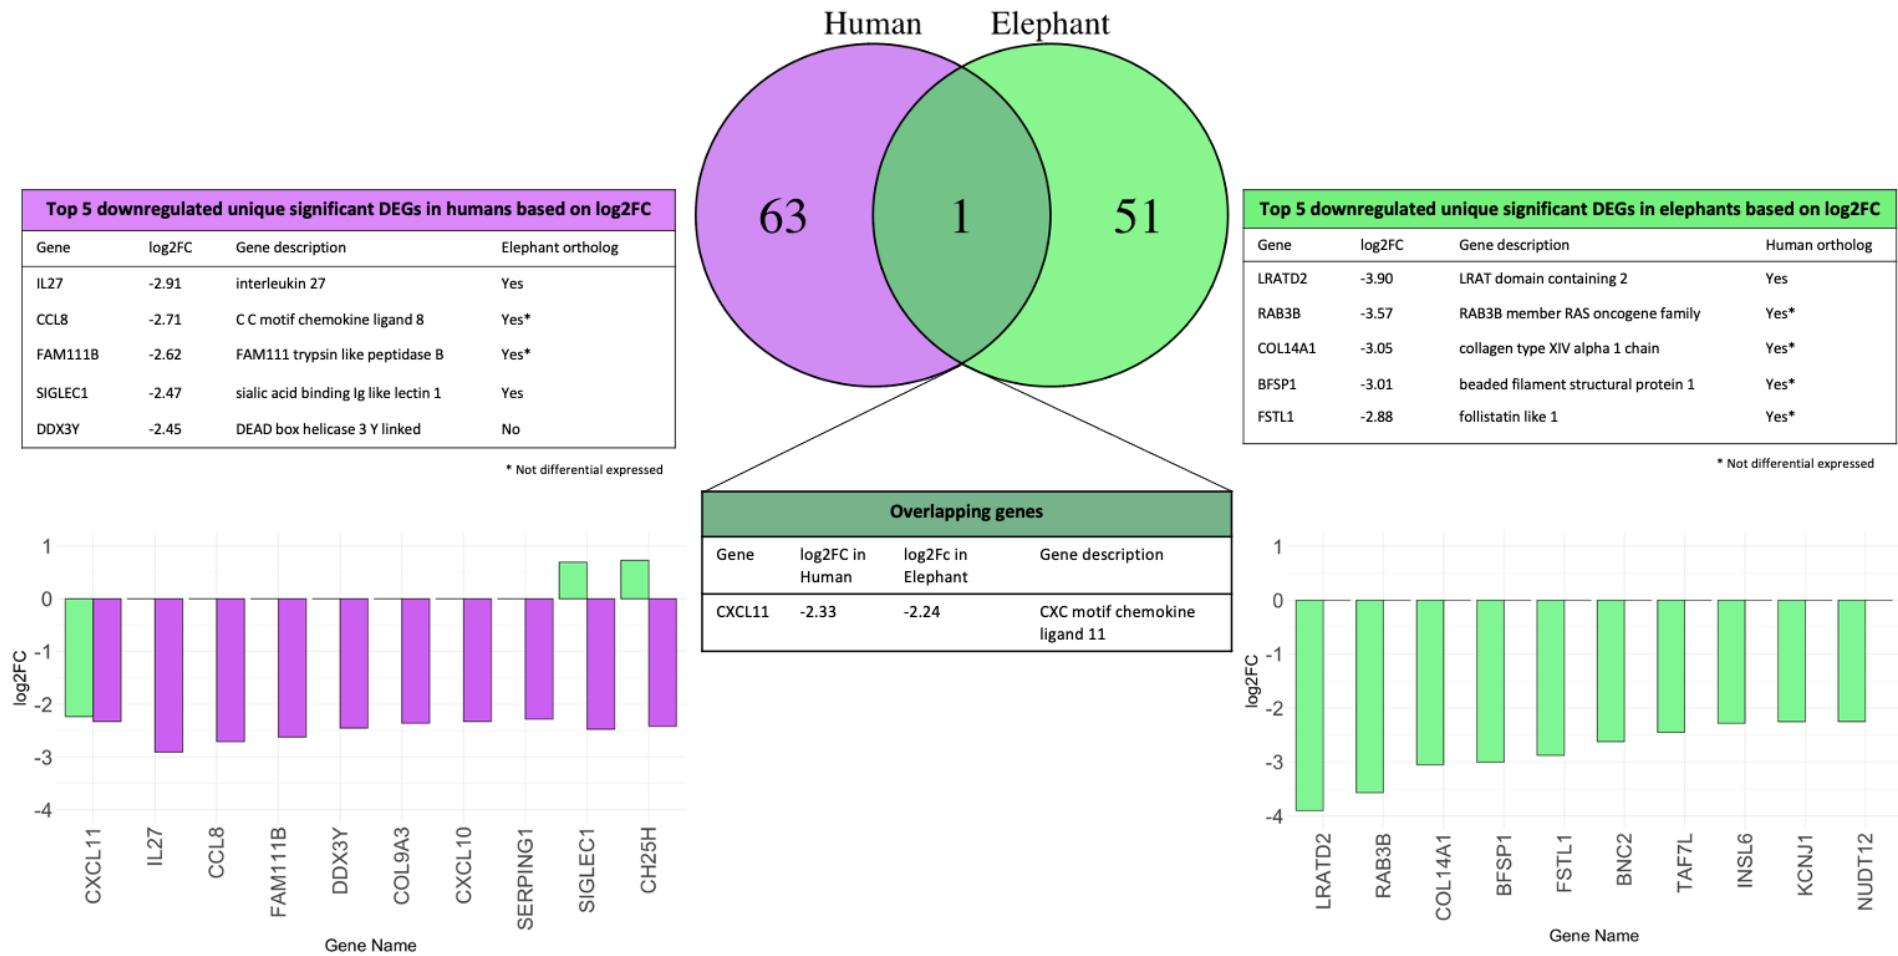 Human Elephant
63 1 51
Top 5 downregulated unique significant DEGs in humans based on log2FC
Gene log2FC Gene description Elephant ortholog
IL27 -2.91 interleukin 27 Yes
CCL8 -2.71 C C motif chemokine ligand 8 Yes*
FAM111B -2.62 FAM111 trypsin like peptidase B Yes*
SIGLEC1 -2.47 sialic acid binding Ig like lectin 1 Yes
DDX3Y -2.45 DEAD box helicase 3 Y linked No
* Not differential expressed
Top 5 downregulated unique significant DEGs in elephants based on log2FC
Gene log2FC Gene description Human ortholog
LRATD2 -3.90 LRAT domain containing 2 Yes
RAB3B -3.57 RAB3B member RAS oncogene family Yes*
COL14A1 -3.05 collagen type XIV alpha 1 chain Yes*
BFSP1 -3.01 beaded filament structural protein 1 Yes*
FSTL1 -2.88 follistatin like 1 Yes*
* Not differential expressed
Overlapping genes
Gene log2FC in log2Fc in Gene description
Human Elephant
CXCL11 -2.33 -2.24 CXC motif chemokine
ligand 11
log2FC
1
0
-1
-2
-3
-4
CXCL11
IL27
CCL8
FAM111B
DDX3Y
COL9A3
CXCL10
SERPING1
SIGLEC1
CH25H
Gene Name
log2FC
1
0
-1
-2
-3
-4
LRATD2
RAB3B
COL14A1
BFSP1
FSTL1
BNC2
TAF7L
INSL6
KCNJ1
NUDT12
Gene Name